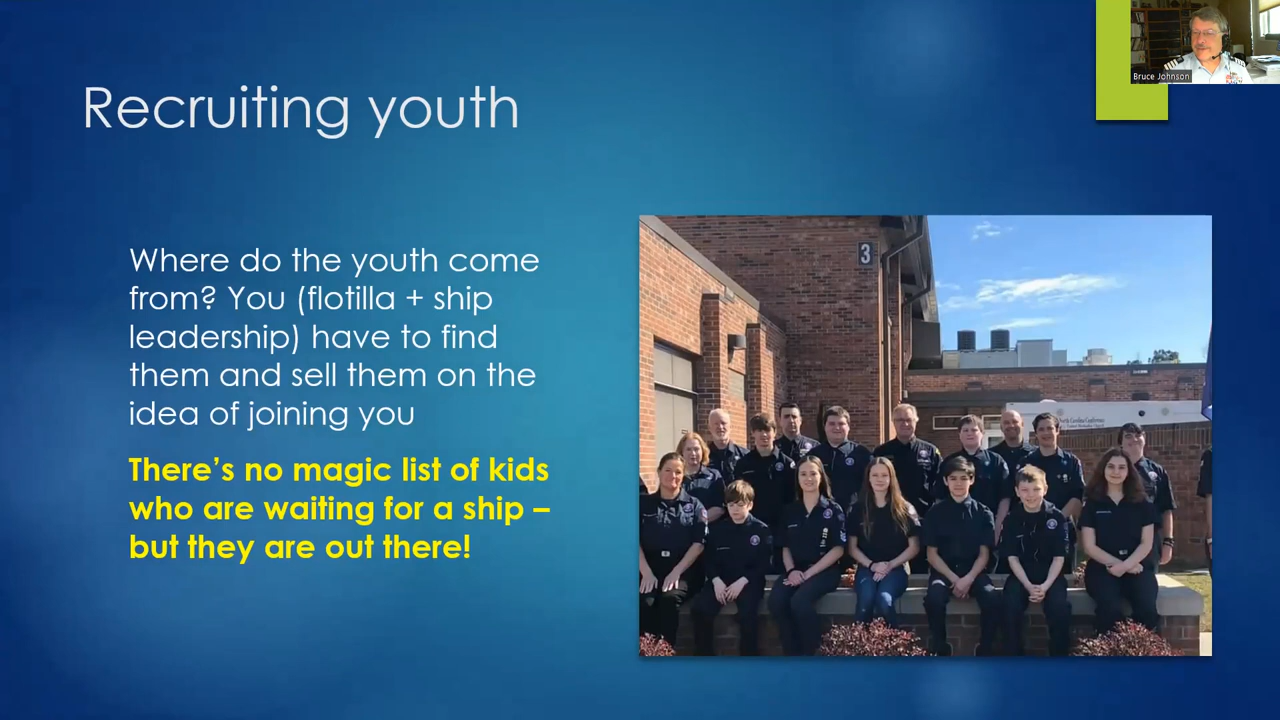 Recruiting youth
Bruce Johnson
Where do the youth come
from? You (flotilla + ship
leadership) have to find
them and sell them on the
idea of joining you
There's no magic list of kids
who are waiting for a ship –
but they are out there!
3